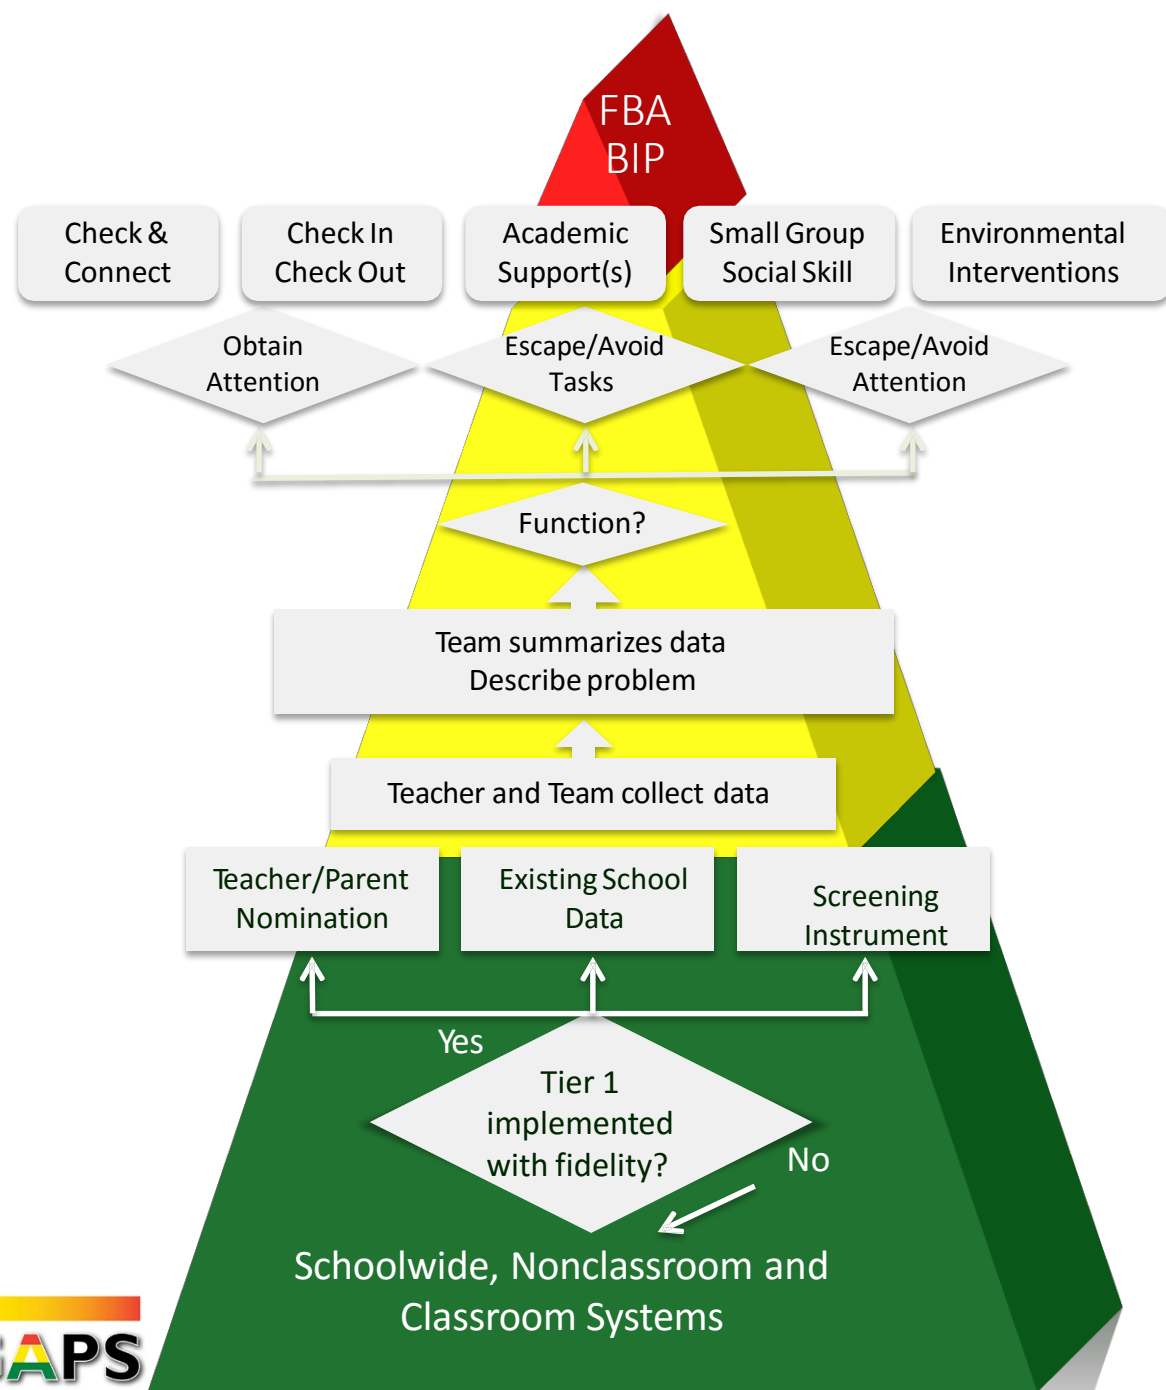 FBA
BIP
Check &
Connect
Check In
Check Out
Academic
Support(s)
Small Group
Social Skill
Environmental
Interventions
Obtain
Attention
Escape/Avoid
Tasks
Escape/Avoid
Attention
Function?
Team summarizes data
Describe problem
Teacher and Team collect data
Teacher/Parent
Nomination
Existing School
Data
Screening
Instrument
Yes
Tier 1
implemented
with fidelity?
No
Schoolwide, Nonclassroom and
Classroom Systems